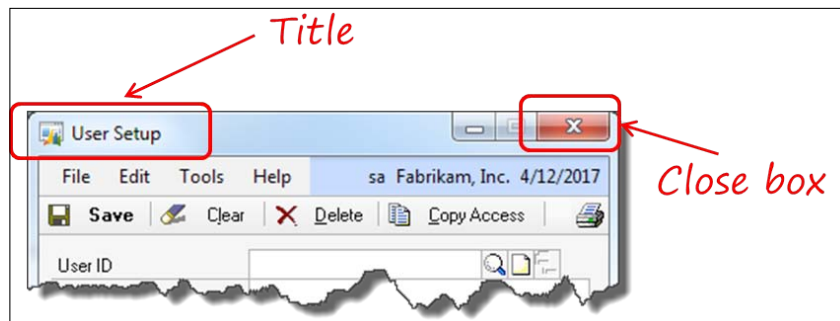 Title
User Setup
Close box
File Edit Tools Help sa Fabrikam, Inc. 4/12/2017
Save Clear Delete Copy Access
User ID